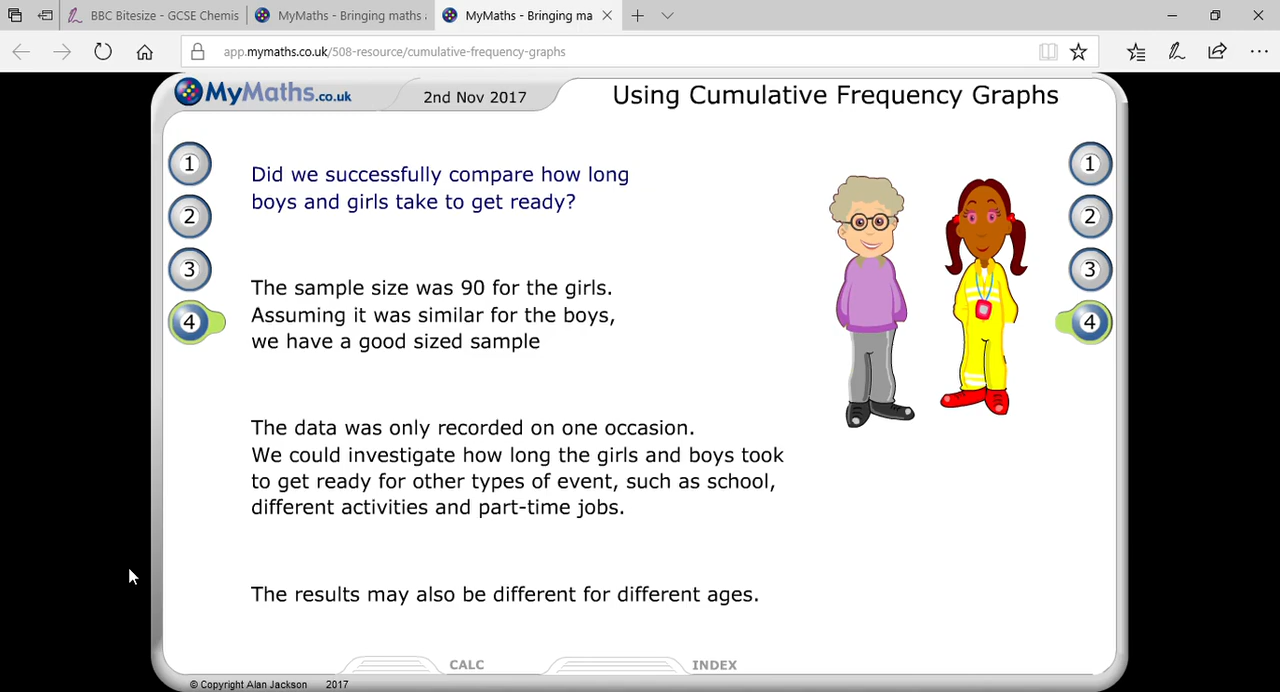 BBC Bitesize - GCSE Chemis
MyMaths - Bringing maths
MyMaths - Bringing ma
app.mymaths.co.uk/508-resource/cumulative-frequency-graphs
MyMaths.co.uk
2nd Nov 2017
Using Cumulative Frequency Graphs
1
2
3
4
Did we successfully compare how long
boys and girls take to get ready?
The sample size was 90 for the girls.
Assuming it was similar for the boys,
we have a good sized sample
The data was only recorded on one occasion.
We could investigate how long the girls and boys took
to get ready for other types of event, such as school,
different activities and part-time jobs.
The results may also be different for different ages.
1
2
3
4
CALC
INDEX
© Copyright Alan Jackson 2017